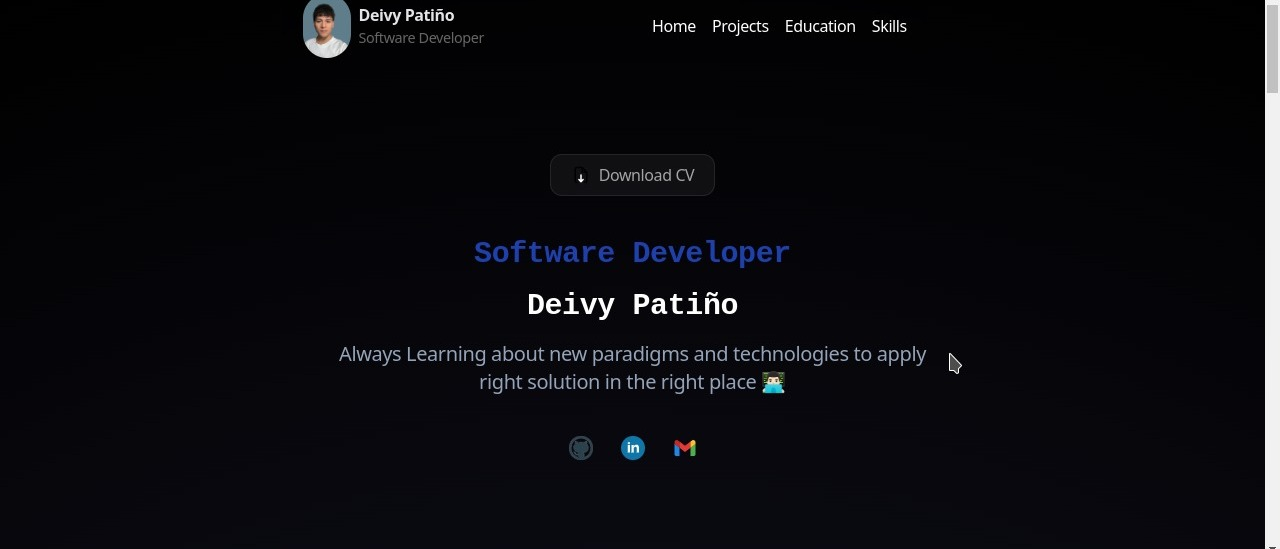 Deivy Patiño
Software Developer
Home Projects Education Skills
Download CV
Software Developer
Deivy Patiño
Always Learning about new paradigms and technologies to apply
right solution in the right place
in